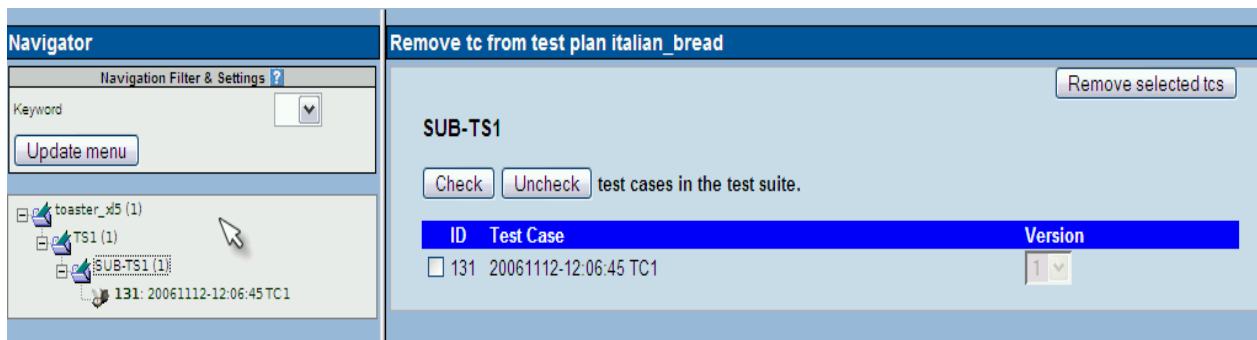 Navigator
Navigation Filter & Settings ?
Keyword
Update menu
toaster_xl5 (1)
TS1 (1)
SUB-TS1 (1)
131: 20061112-12:06:45 TC1
Remove tc from test plan italian_bread
Remove selected tcs
SUB-TS1
Check Uncheck test cases in the test suite.
ID Test Case Version
131 20061112-12:06:45 TC1 1